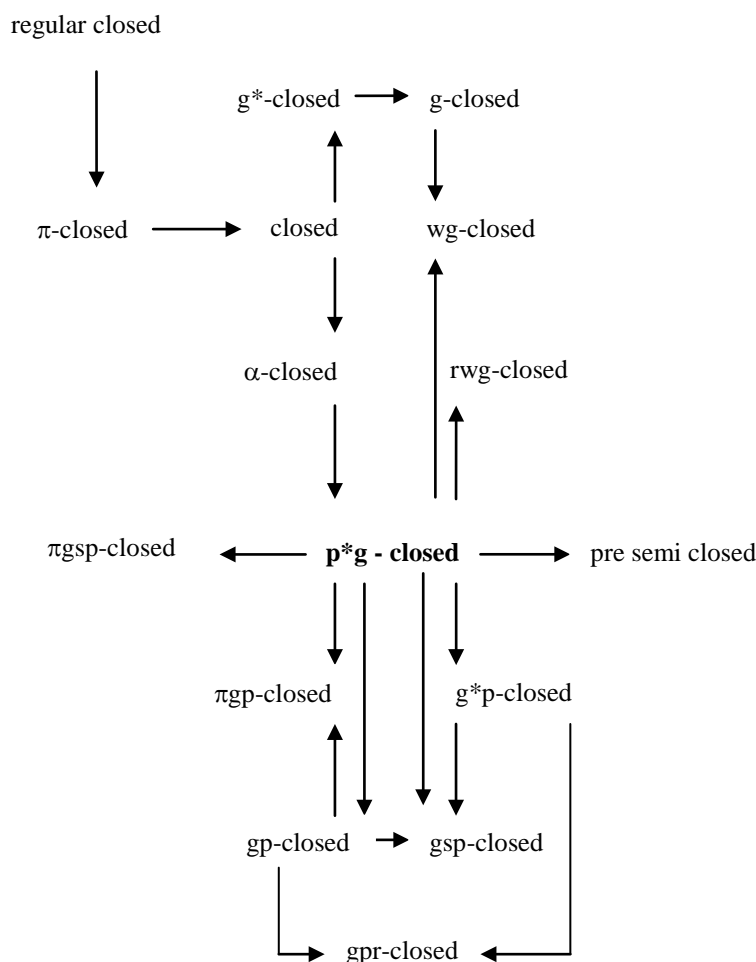 regular closed
g*-closed
g-closed
π-closed
closed
wg-closed
α-closed
rwg-closed
πgsp-closed
p*g - closed
pre semi closed
πgp-closed
g*p-closed
gp-closed
gsp-closed
gpr-closed